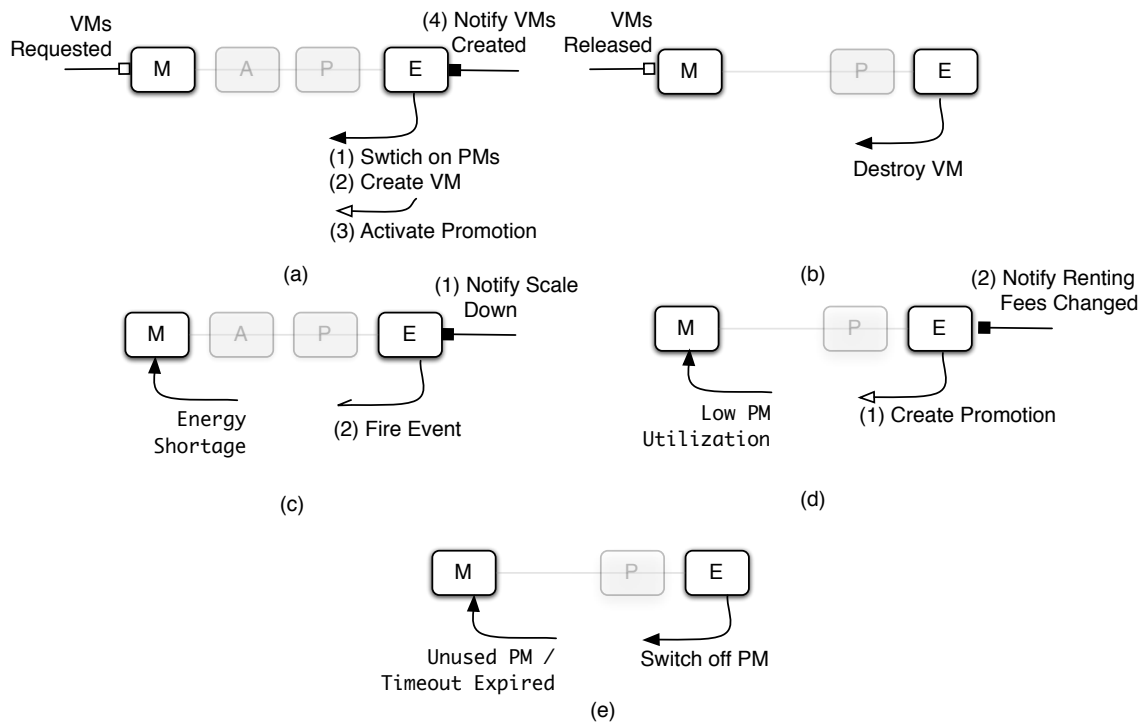 VMs
Requested
M
A
P
E
(4) Notify VMs
Created
(1) Swtich on PMs
(2) Create VM
(3) Activate Promotion
(a)
VMs
Released
M
P
E
Destroy VM
(b)
M
A
P
E
(1) Notify Scale
Down
Energy
Shortage
(2) Fire Event
(c)
M
P
E
(2) Notify Renting
Fees Changed
Low PM
Utilization
(1) Create Promotion
(d)
M
P
E
Unused PM /
Timeout Expired
Switch off PM
(e)